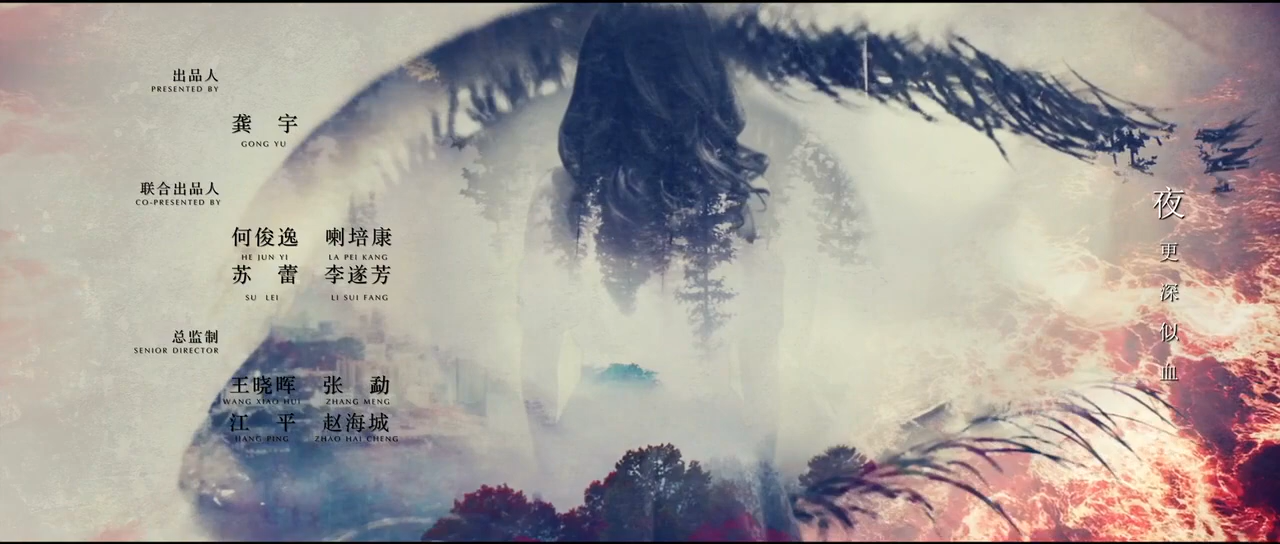 出品人
PRESENTED BY
龚 宇
GONG YU
联合出品人
CO-PRESENTED BY
何俊逸 喇培康
HE JUN YI LA PEI KANG
苏 蕾 李遂芳
SU LEI LI SUI FANG
总监制
SENIOR DIRECTOR
王晓晖 张 勐
WANG XIAO HUI ZHANG MENG
江 平 赵海城
JIANG PING ZHAO HAI CHENG
夜更深似血